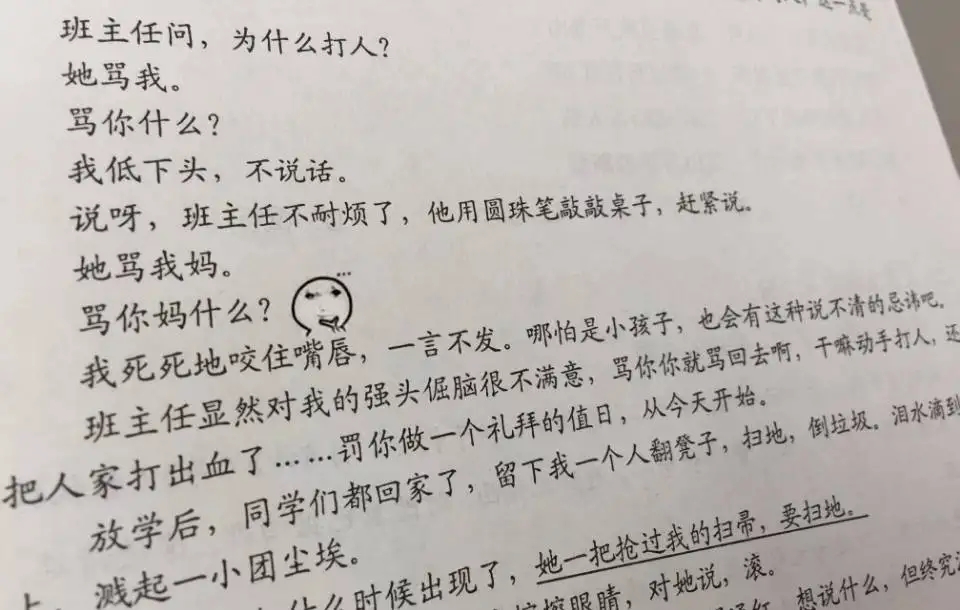 这一点是
班主任问，为什么打人？
她骂我。
骂你什么？
我低下头，不说话。
说呀，班主任不耐烦了，他用圆珠笔敲敲桌子，赶紧说。
她骂我妈。
骂你妈什么？
我死死地咬住嘴唇，一言不发。哪怕是小孩子，也会有这种说不清的忌讳吧。
班主任显然对我的强头倔脑很不满意，骂你你就骂回去啊，干嘛动手打人，还
把人家打出血了……罚你做一个礼拜的值日，从今天开始。
放学后，同学们都回家了，留下我一个人翻凳子，扫地，倒垃圾。泪水滴到
溅起一小团尘埃。
什么时候出现了，她一把抢过我的扫帚，要扫地。
擦眼睛，对她说，滚。
想说什么，但终究